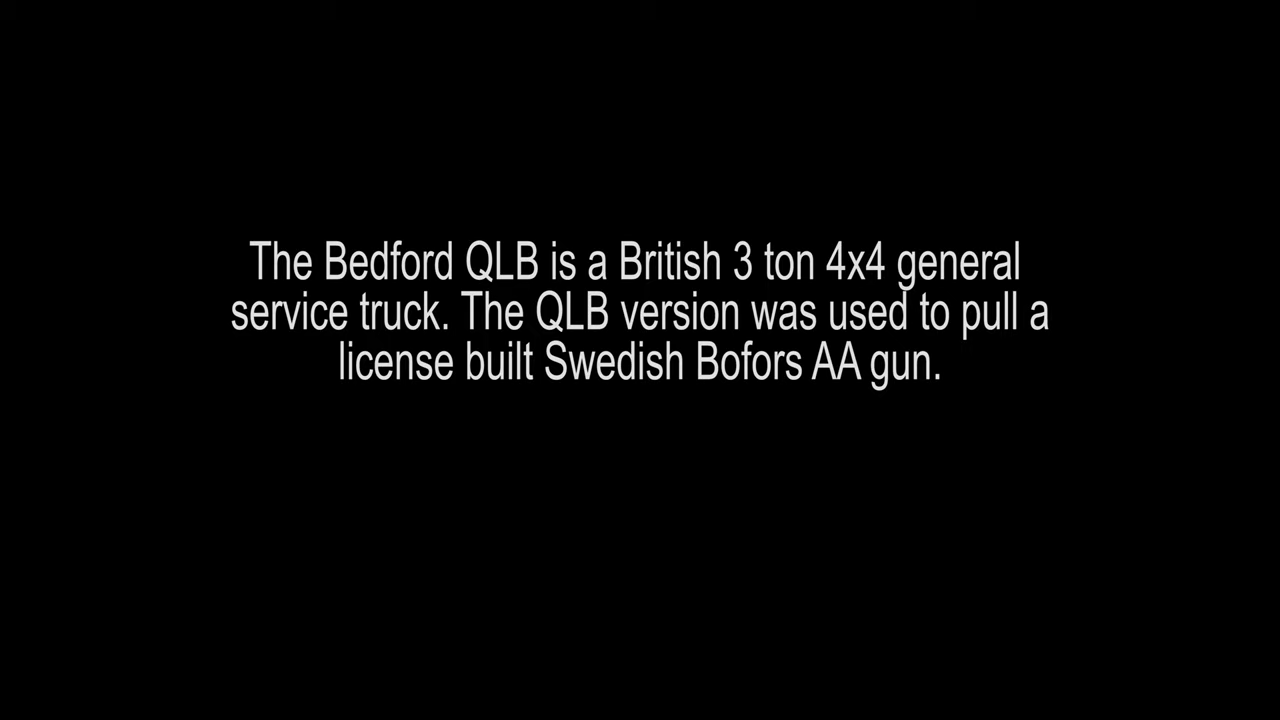 The Bedford QLB is a British 3 ton 4x4 general
service truck. The QLB version was used to pull a
license built Swedish Bofors AA gun.